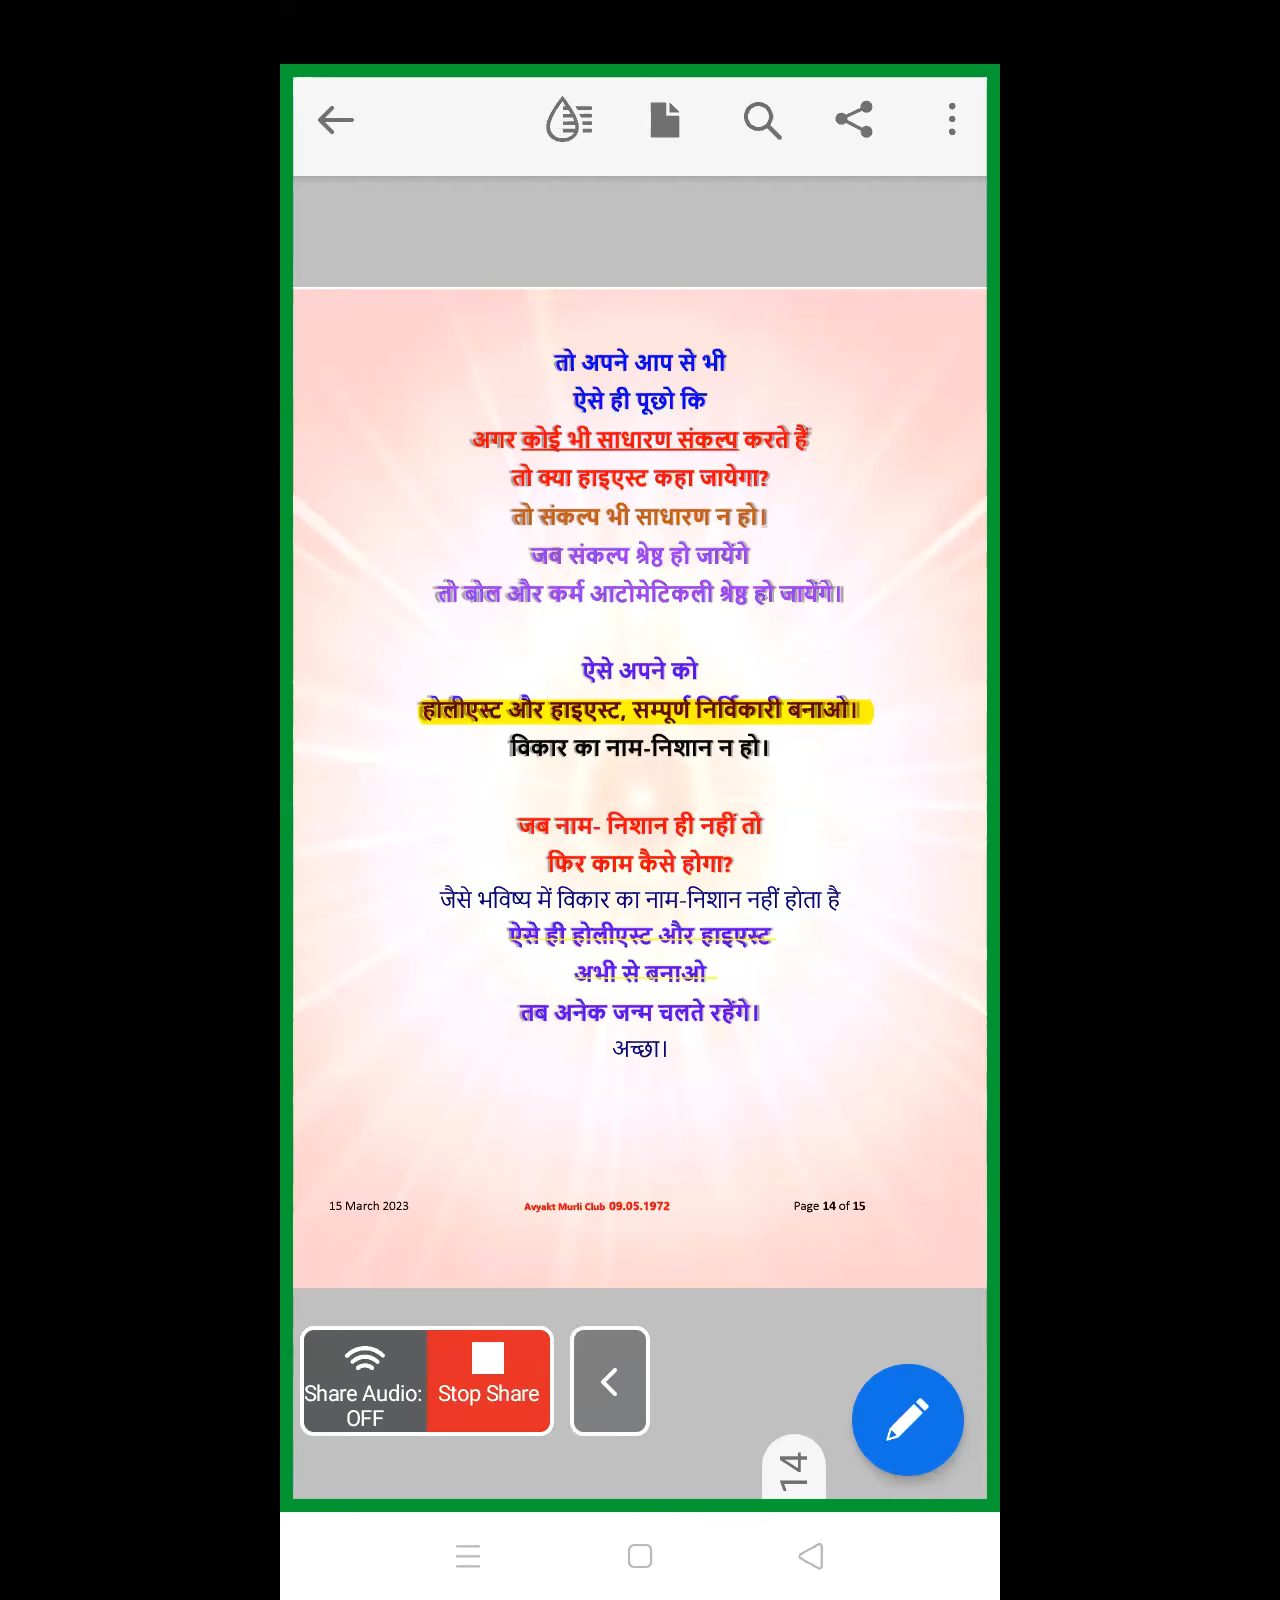 तो अपने आप से भी
ऐसे ही पूछो कि
अगर कोई भी साधारण संकल्प करते हैं
तो क्या हाइएस्ट कहा जायेगा?
तो संकल्प भी साधारण न हो।
जब संकल्प श्रेष्ठ हो जायेंगे
तो बोल और कर्म आटोमेटिकली श्रेष्ठ हो जायेंगे।
ऐसे अपने को
होलीएस्ट और हाइएस्ट, सम्पूर्ण निर्विकारी बनाओ।
विकार का नाम-निशान न हो।
जब नाम- निशान ही नहीं तो
फिर काम कैसे होगा?
जैसे भविष्य में विकार का नाम-निशान नहीं होता है
ऐसे ही होलीएस्ट और हाइएस्ट
अभी से बनाओ
तब अनेक जन्म चलते रहेंगे।
अच्छा।
15 March 2023 Avyakt Murli Club 09.05.1972 Page 14 of 15
Share Audio: OFF
Stop Share
14